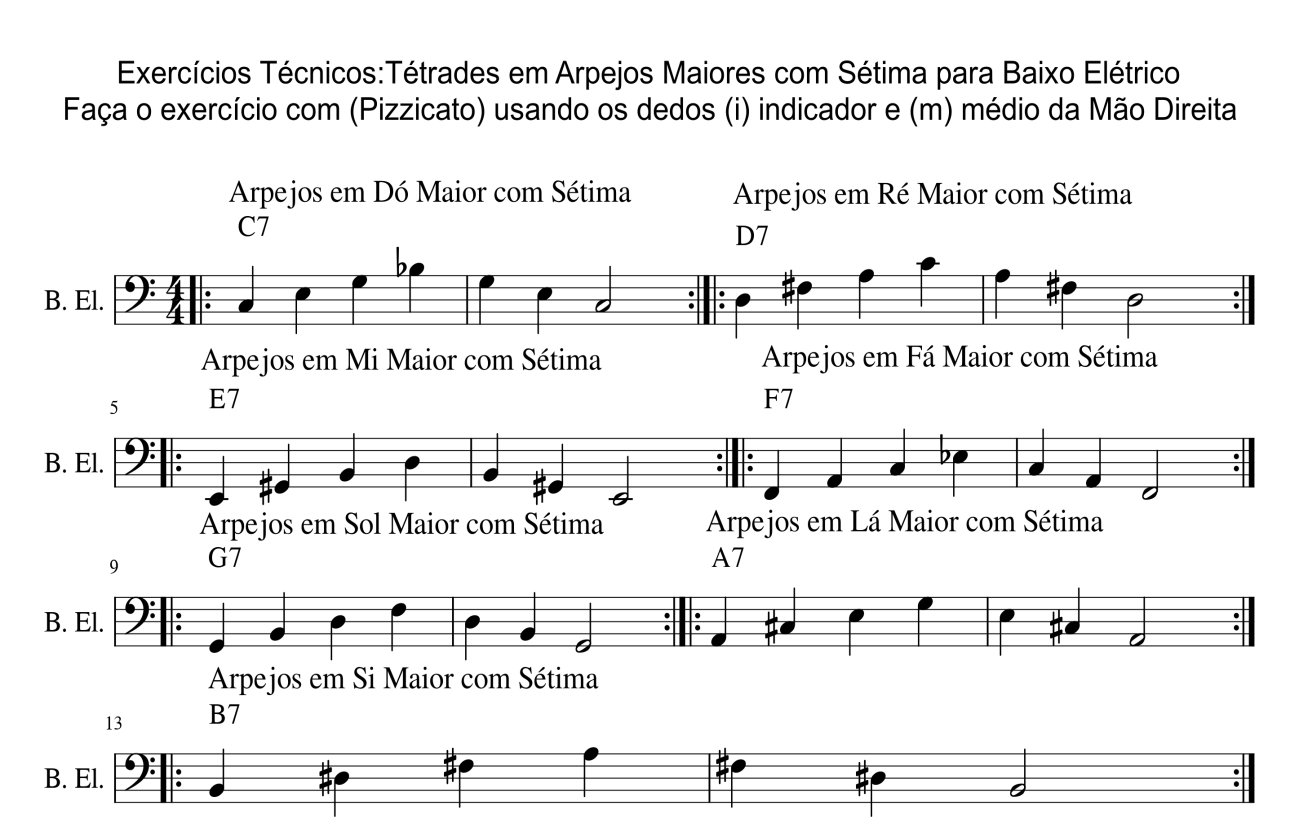 Exercícios Técnicos:Tétrades em Arpejos Maiores com Sétima para Baixo Elétrico
Faça o exercício com (Pizzicato) usando os dedos (i) indicador e (m) médio da Mão Direita
Arpejos em Dó Maior com Sétima
C7
Arpejos em Ré Maior com Sétima
D7
B. El.
4
4
Arpejos em Mi Maior com Sétima
E7
Arpejos em Fá Maior com Sétima
F7
5
B. El.
Arpejos em Sol Maior com Sétima
G7
Arpejos em Lá Maior com Sétima
A7
9
B. El.
Arpejos em Si Maior com Sétima
B7
13
B. El.